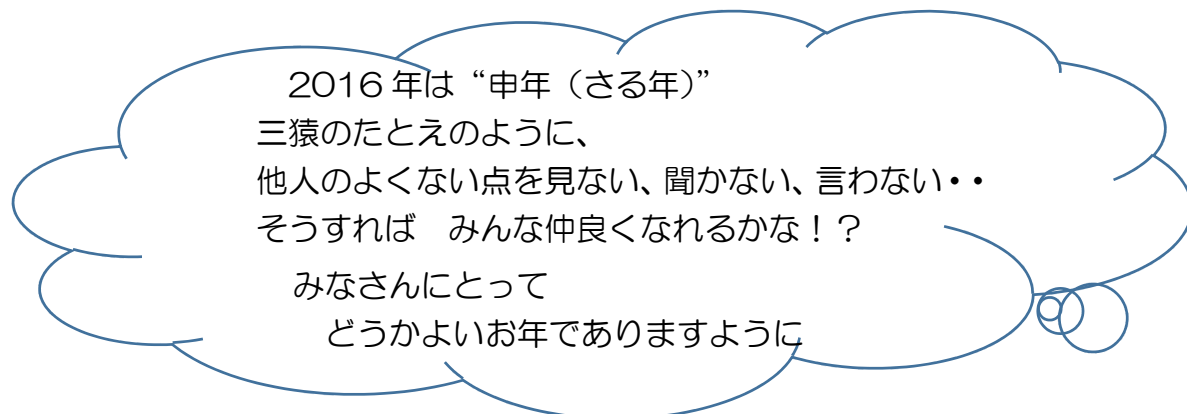 2016年は“申年（さる年）”
三猿のたとえのように、
他人のよくない点を見ない、聞かない、言わない・・
そうすれば　みんな仲良くなれるかな！？
みなさんにとって
どうかよいお年でありますように